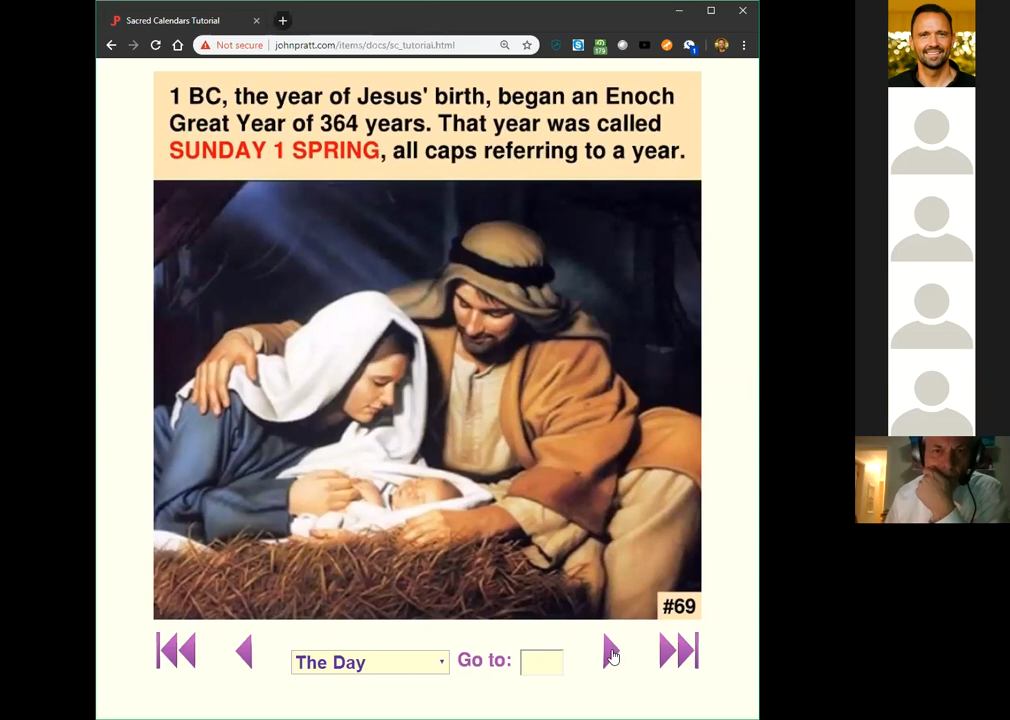 Sacred Calendars Tutorial
Not secure
johnpratt.com/items/docs/sc_tutorial.html
179
1
1 BC, the year of Jesus' birth, began an Enoch
Great Year of 364 years. That year was called
SUNDAY 1 SPRING, all caps referring to a year.
#69
The Day
Go to: